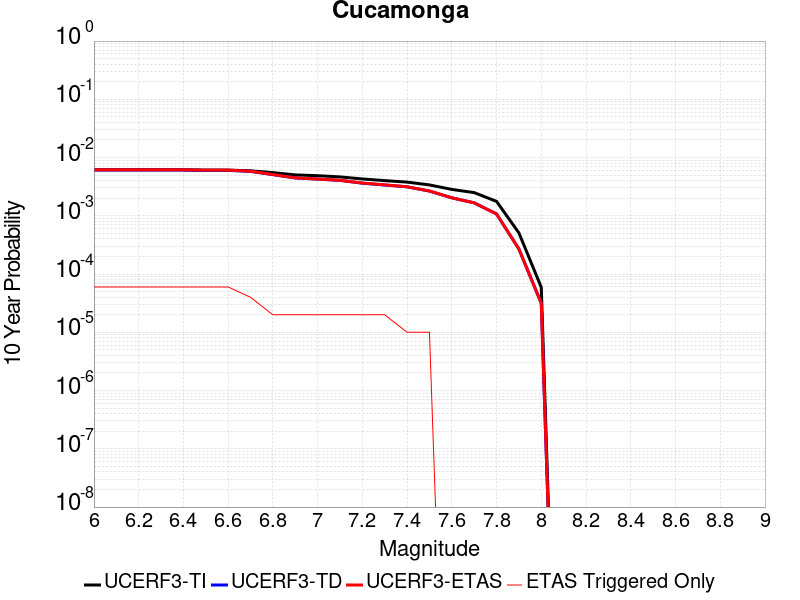 Cucamonga
10 Year Probability
10^0
10^-1
10^-2
10^-3
10^-4
10^-5
10^-6
10^-7
10^-8
6 6.2 6.4 6.6 6.8 7 7.2 7.4 7.6 7.8 8 8.2 8.4 8.6 8.8 9
Magnitude
UCERF3-TI UCERF3-TD UCERF3-ETAS ETAS Triggered Only